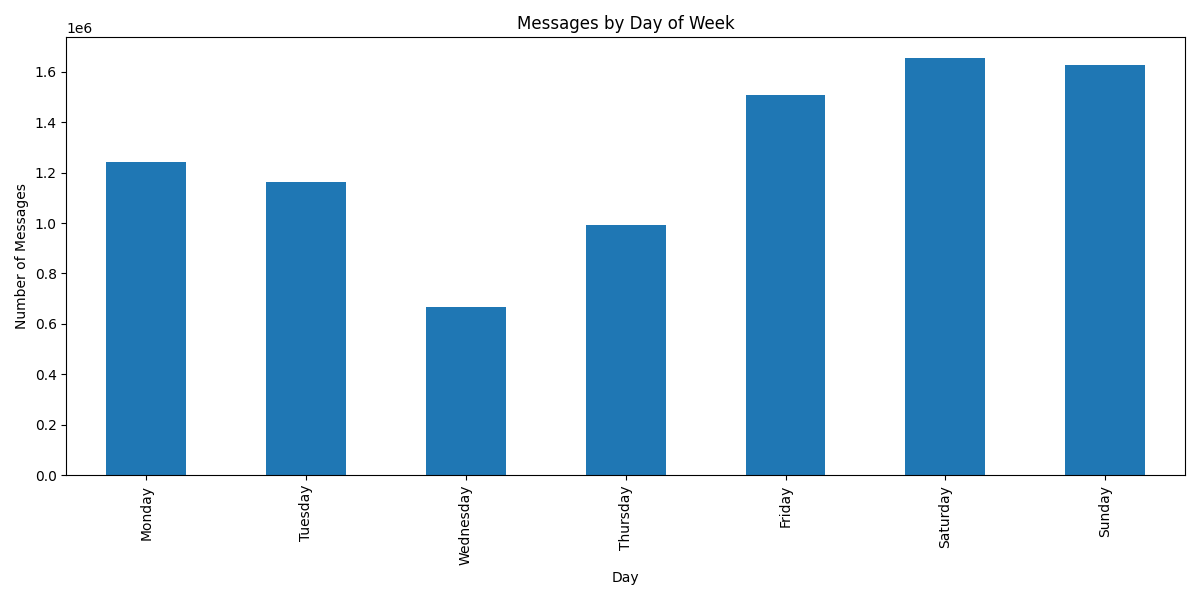 Messages by Day of Week
1e6
1.6
1.4
1.2
1.0
0.8
0.6
0.4
0.2
0.0
Number of Messages
Monday
Tuesday
Wednesday
Thursday
Friday
Saturday
Sunday
Day